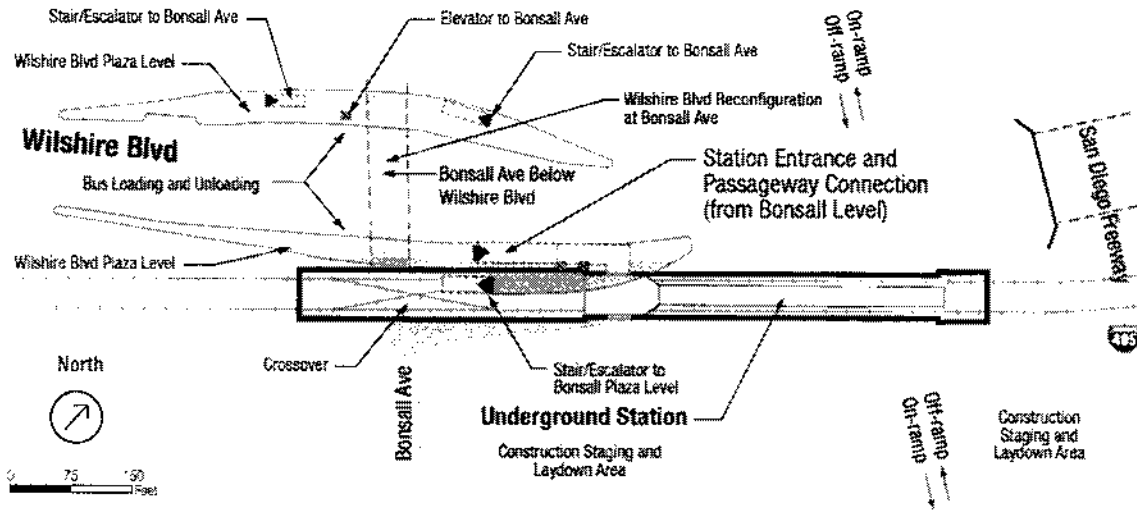 Stair/Escalator to Bonsall Ave
Elevator to Bonsall Ave
Stair/Escalator to Bonsall Ave
Off-ramp
On-ramp
Wilshire Blvd Plaza Level
Wilshire Blvd Reconfiguration
at Bonsall Ave
Wilshire Blvd
Bus Loading and Unloading
Bonsall Ave Below
Wilshire Blvd
Station Entrance and
Passageway Connection
(from Bonsall Level)
San Diego Freeway
Wilshire Blvd Plaza Level
405
North
Crossover
Bonsall Ave
Stair/Escalator to
Bonsall Plaza Level
Underground Station
Construction Staging and
Laydown Area
On-ramp
Off-ramp
Construction
Staging and
Laydown Area
0 75 150
Feet